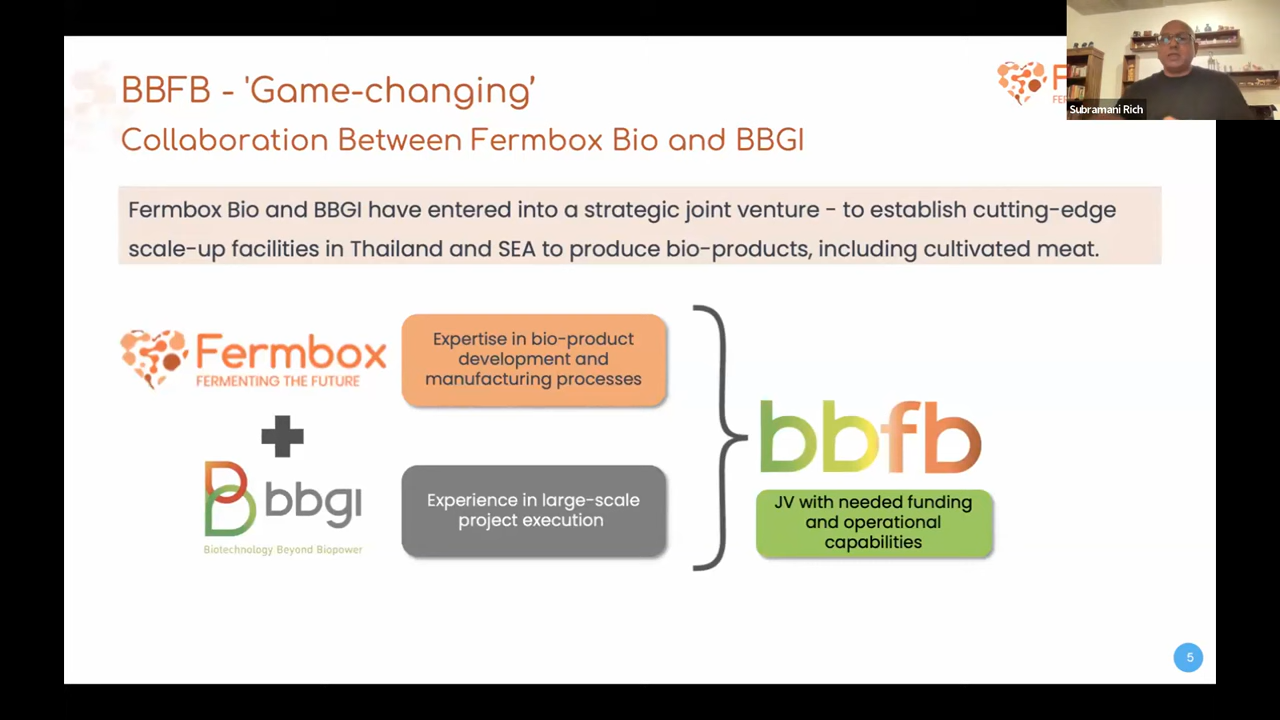 BBFB - 'Game-changing’
Collaboration Between Fermbox Bio and BBGI
Subramani Rich
Fermbox Bio and BBGI have entered into a strategic joint venture - to establish cutting-edge
scale-up facilities in Thailand and SEA to produce bio-products, including cultivated meat.
Fermbox
FERMENTING THE FUTURE
Expertise in bio-product
development and
manufacturing processes
bbgi
Biotechnology Beyond Biopower
Experience in large-scale
project execution
bbfb
JV with needed funding
and operational
capabilities
5